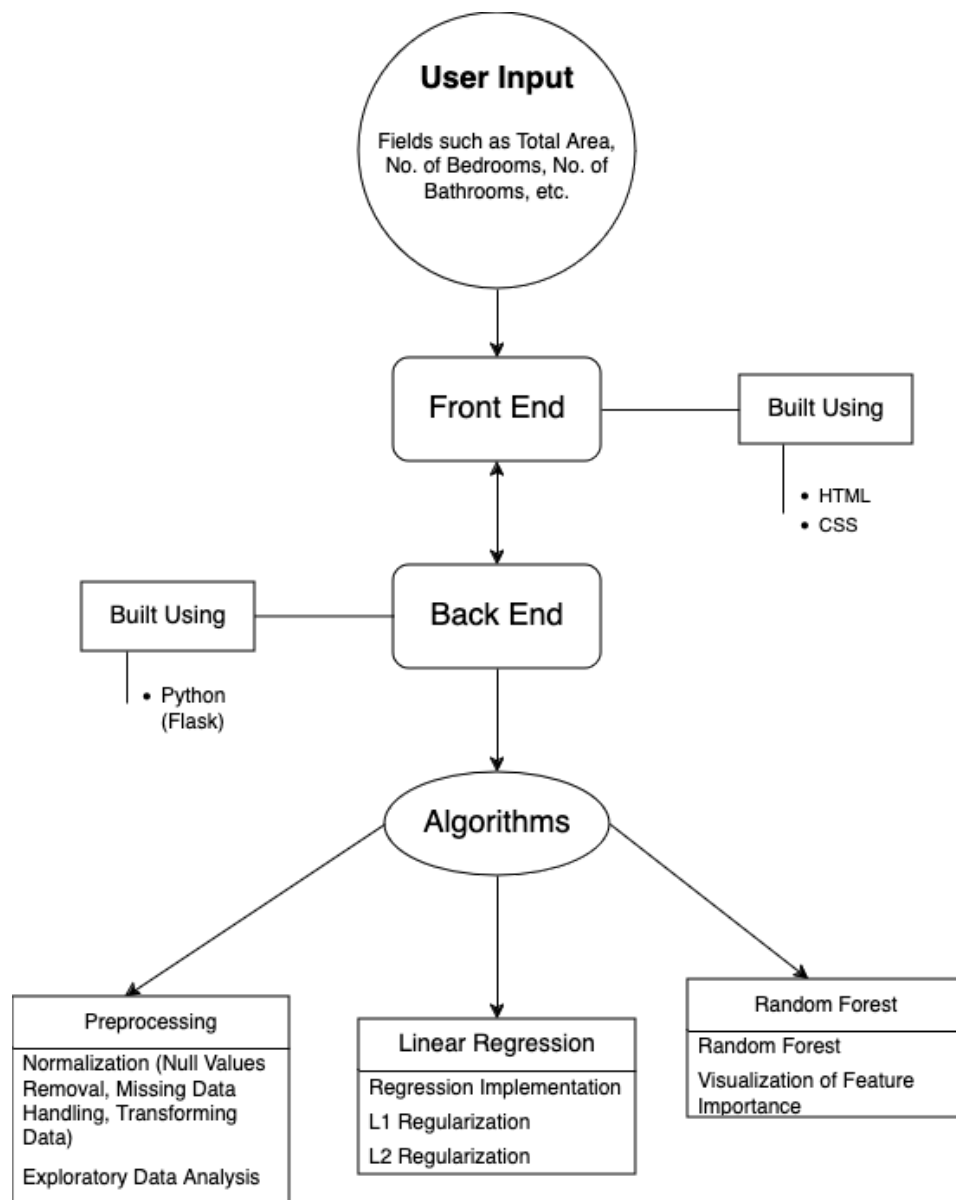 User Input
Fields such as Total Area,
No. of Bedrooms, No. of
Bathrooms, etc.
Front End
Built Using
• HTML
• CSS
Back End
Built Using
• Python
(Flask)
Algorithms
Preprocessing
Normalization (Null Values
Removal, Missing Data
Handling, Transforming
Data)
Exploratory Data Analysis
Linear Regression
Regression Implementation
L1 Regularization
L2 Regularization
Random Forest
Random Forest
Visualization of Feature
Importance